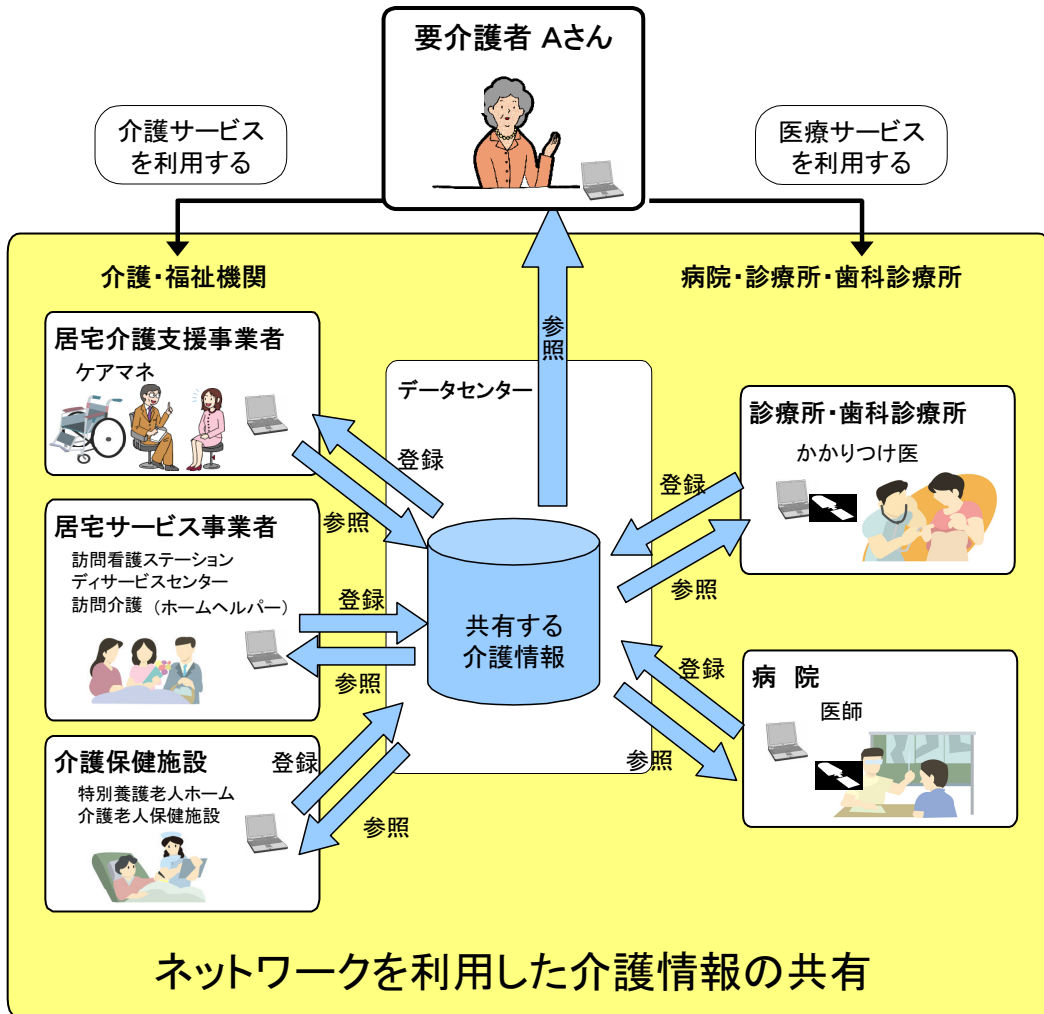 要介護者 Aさん
介護サービス
を利用する
医療サービス
を利用する
介護・福祉機関
病院・診療所・歯科診療所
参照
居宅介護支援事業者
ケアマネ
データセンター
登録
参照
居宅サービス事業者
訪問看護ステーション
ディサービスセンター
訪問介護 (ホームヘルパー)
登録
参照
共有する
介護情報
診療所・歯科診療所
かかりつけ医
登録
参照
介護保健施設
特別養護老人ホーム
介護老人保健施設
登録
参照
病 院
医師
登録
参照
ネットワークを利用した介護情報の共有